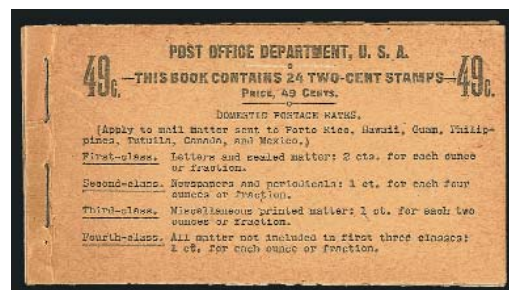 POST OFFICE DEPARTMENT, U. S. A.
49c. THIS BOOK CONTAINS 24 TWO-CENT STAMPS 49c.
PRICE, 49 CENTS.
DOMESTIC POSTAGE RATES.
(Apply to mail matter sent to Porto Rico, Hawaii, Guam, Philip-
pines, Tutuila, Canada, and Mexico.)
First-class. Letters and sealed matter: 2 cts. for each ounce
or fraction.
Second-class. Newspapers and periodicals: 1 ct. for each four
ounces or fraction.
Third-class. Miscellaneous printed matter: 1 ct. for each two
ounces or fraction.
Fourth-class. All matter not included in first three classes:
1 ct. for each ounce or fraction.